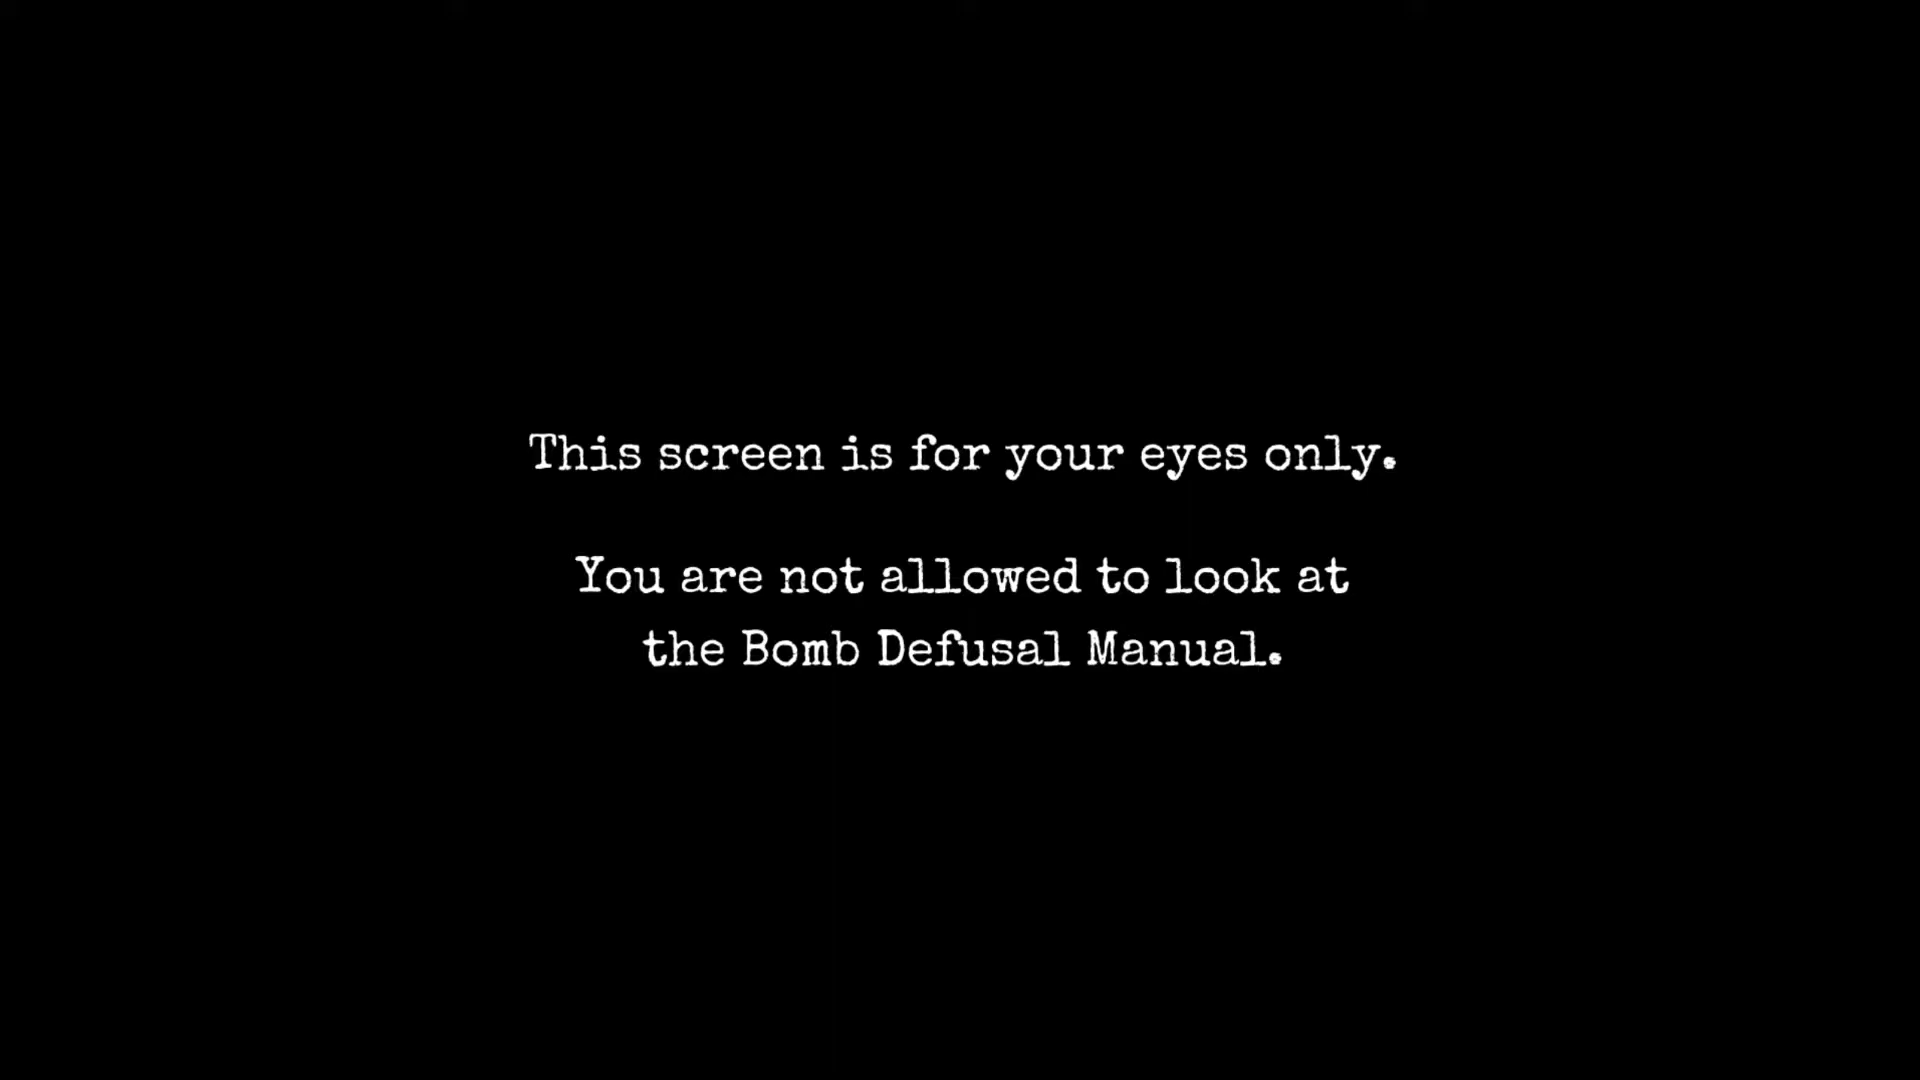 This screen is for your eyes only.
You are not allowed to look at
the Bomb Defusal Manual.